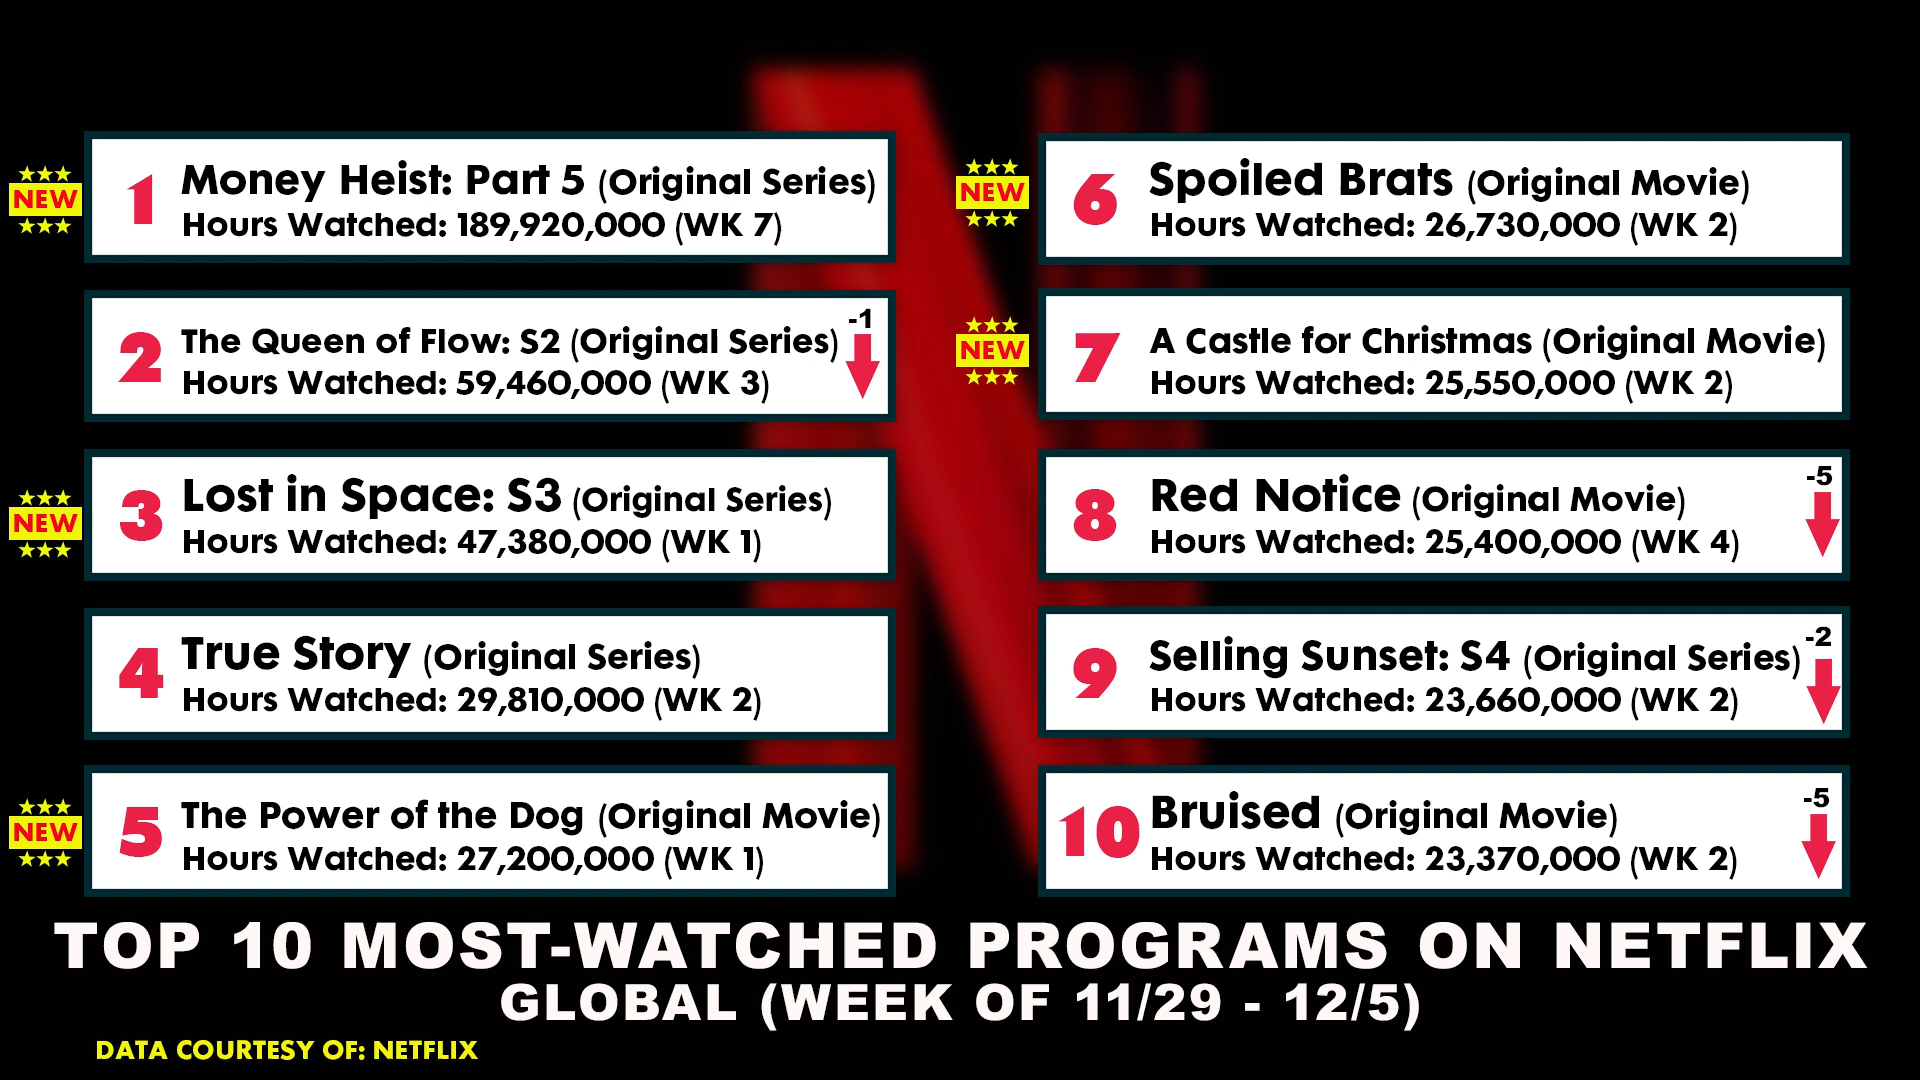 ★★★
NEW
★★★
1
Money Heist: Part 5 (Original Series)
Hours Watched: 189,920,000 (WK 7)
2
The Queen of Flow: S2 (Original Series)
Hours Watched: 59,460,000 (WK 3)
-1
★★★
NEW
★★★
3
Lost in Space: S3 (Original Series)
Hours Watched: 47,380,000 (WK 1)
4
True Story (Original Series)
Hours Watched: 29,810,000 (WK 2)
★★★
NEW
★★★
5
The Power of the Dog (Original Movie)
Hours Watched: 27,200,000 (WK 1)
★★★
NEW
★★★
6
Spoiled Brats (Original Movie)
Hours Watched: 26,730,000 (WK 2)
★★★
NEW
★★★
7
A Castle for Christmas (Original Movie)
Hours Watched: 25,550,000 (WK 2)
8
Red Notice (Original Movie)
Hours Watched: 25,400,000 (WK 4)
-5
9
Selling Sunset: S4 (Original Series)
Hours Watched: 23,660,000 (WK 2)
-2
10
Bruised (Original Movie)
Hours Watched: 23,370,000 (WK 2)
-5
TOP 10 MOST-WATCHED PROGRAMS ON NETFLIX
GLOBAL (WEEK OF 11/29 - 12/5)
DATA COURTESY OF: NETFLIX